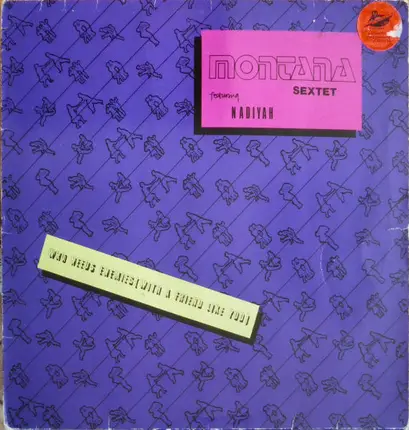 montana
SEXTET
featuring
NADIYAH
WHO NEEDS ENEMIES (WITH A FRIEND LIKE YOU)